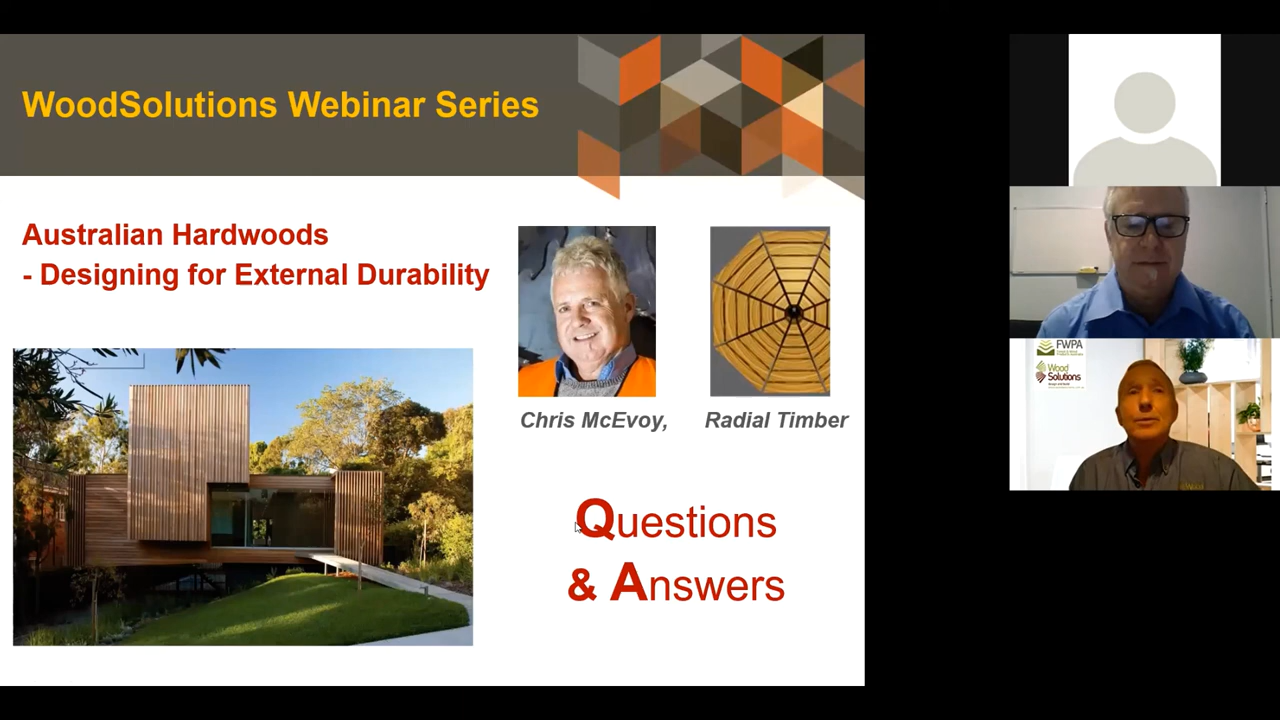 WoodSolutions Webinar Series
Australian Hardwoods
- Designing for External Durability
Chris McEvoy,
Radial Timber
Questions
& Answers
FWPA
Wood
Solutions